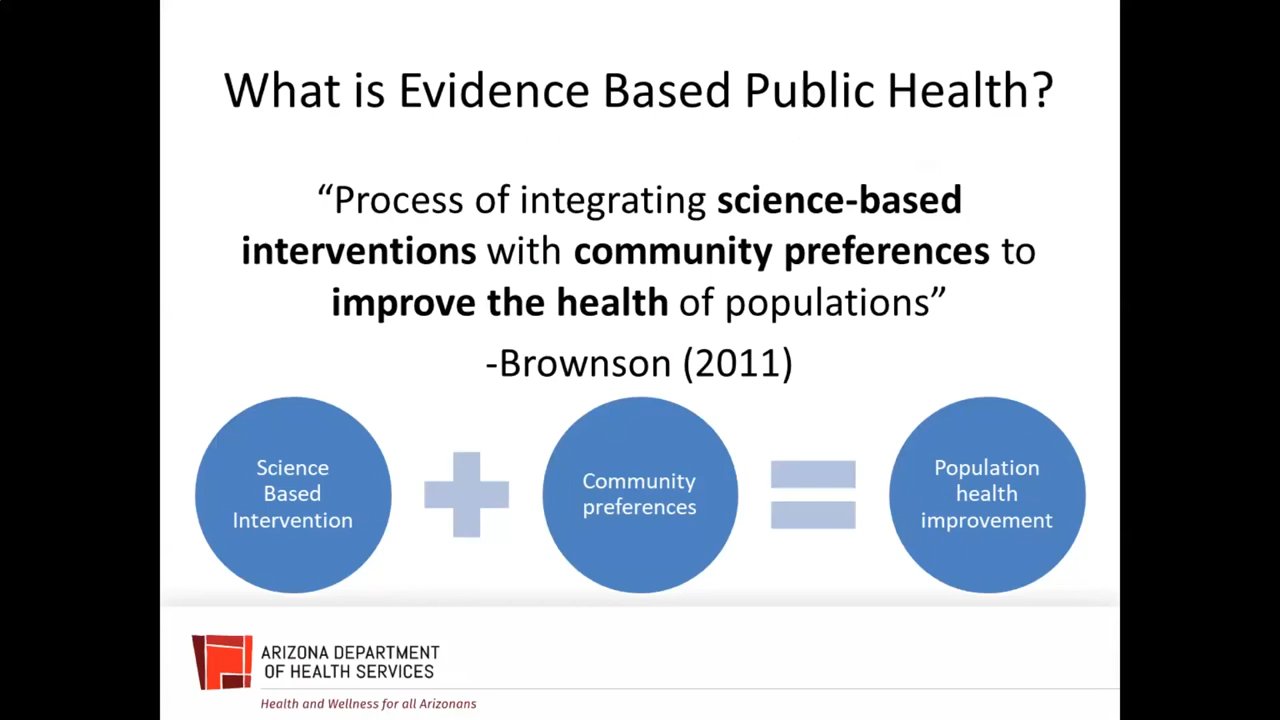 What is Evidence Based Public Health?
“Process of integrating science-based
interventions with community preferences to
improve the health of populations”
-Brownson (2011)
Science
Based
Intervention
Community
preferences
Population
health
improvement
ARIZONA DEPARTMENT
OF HEALTH SERVICES
Health and Wellness for all Arizonans